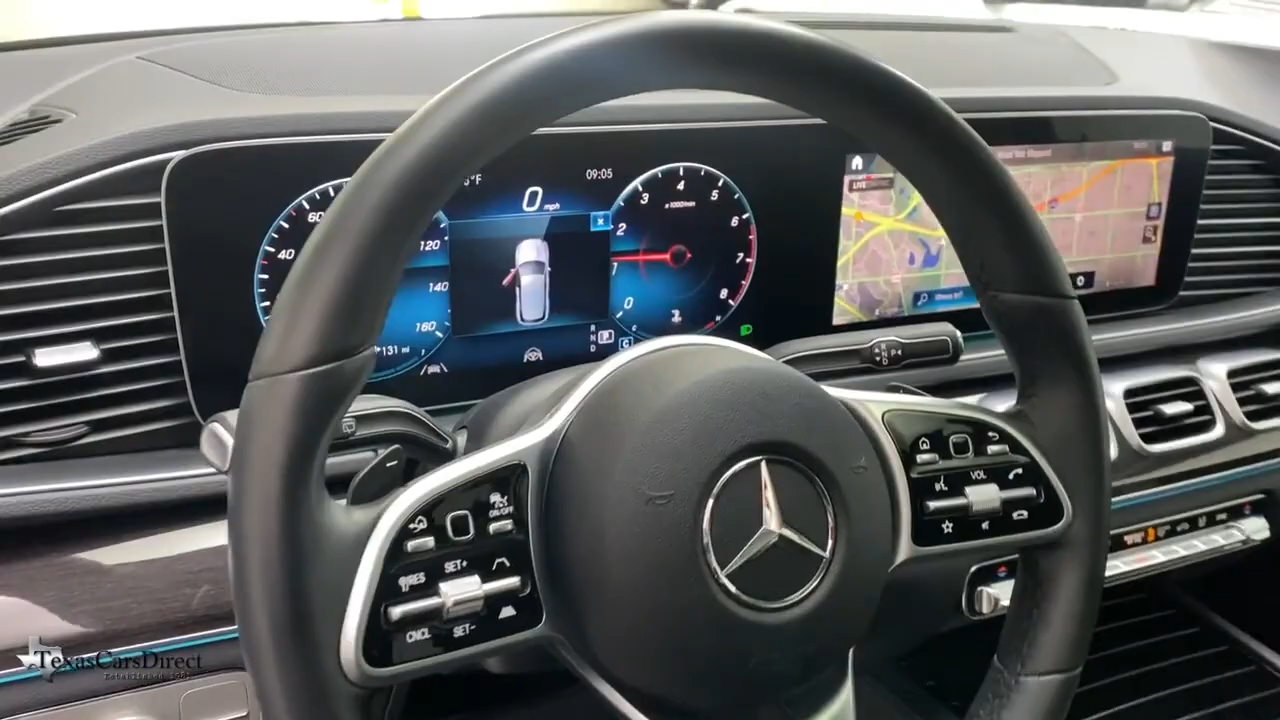 °F
09:05
0 mph
60
40
120
140
160
131 mi
4
3
5
x1000/min
2
6
1
7
0
8
R
N
P
D
C
LIVE
R
N
P
D
ON/OFF
RES
SET+
CNCL
SET-
VOL
TexasCarsDirect